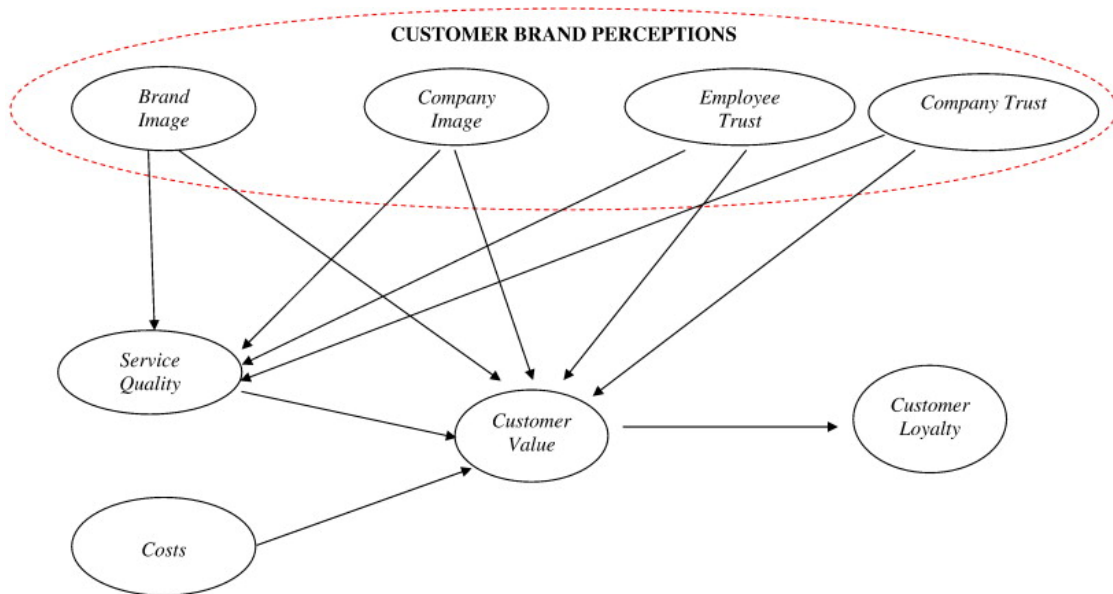 CUSTOMER BRAND PERCEPTIONS
Brand
Image
Company
Image
Employee
Trust
Company Trust
Service
Quality
Customer
Value
Customer
Loyalty
Costs